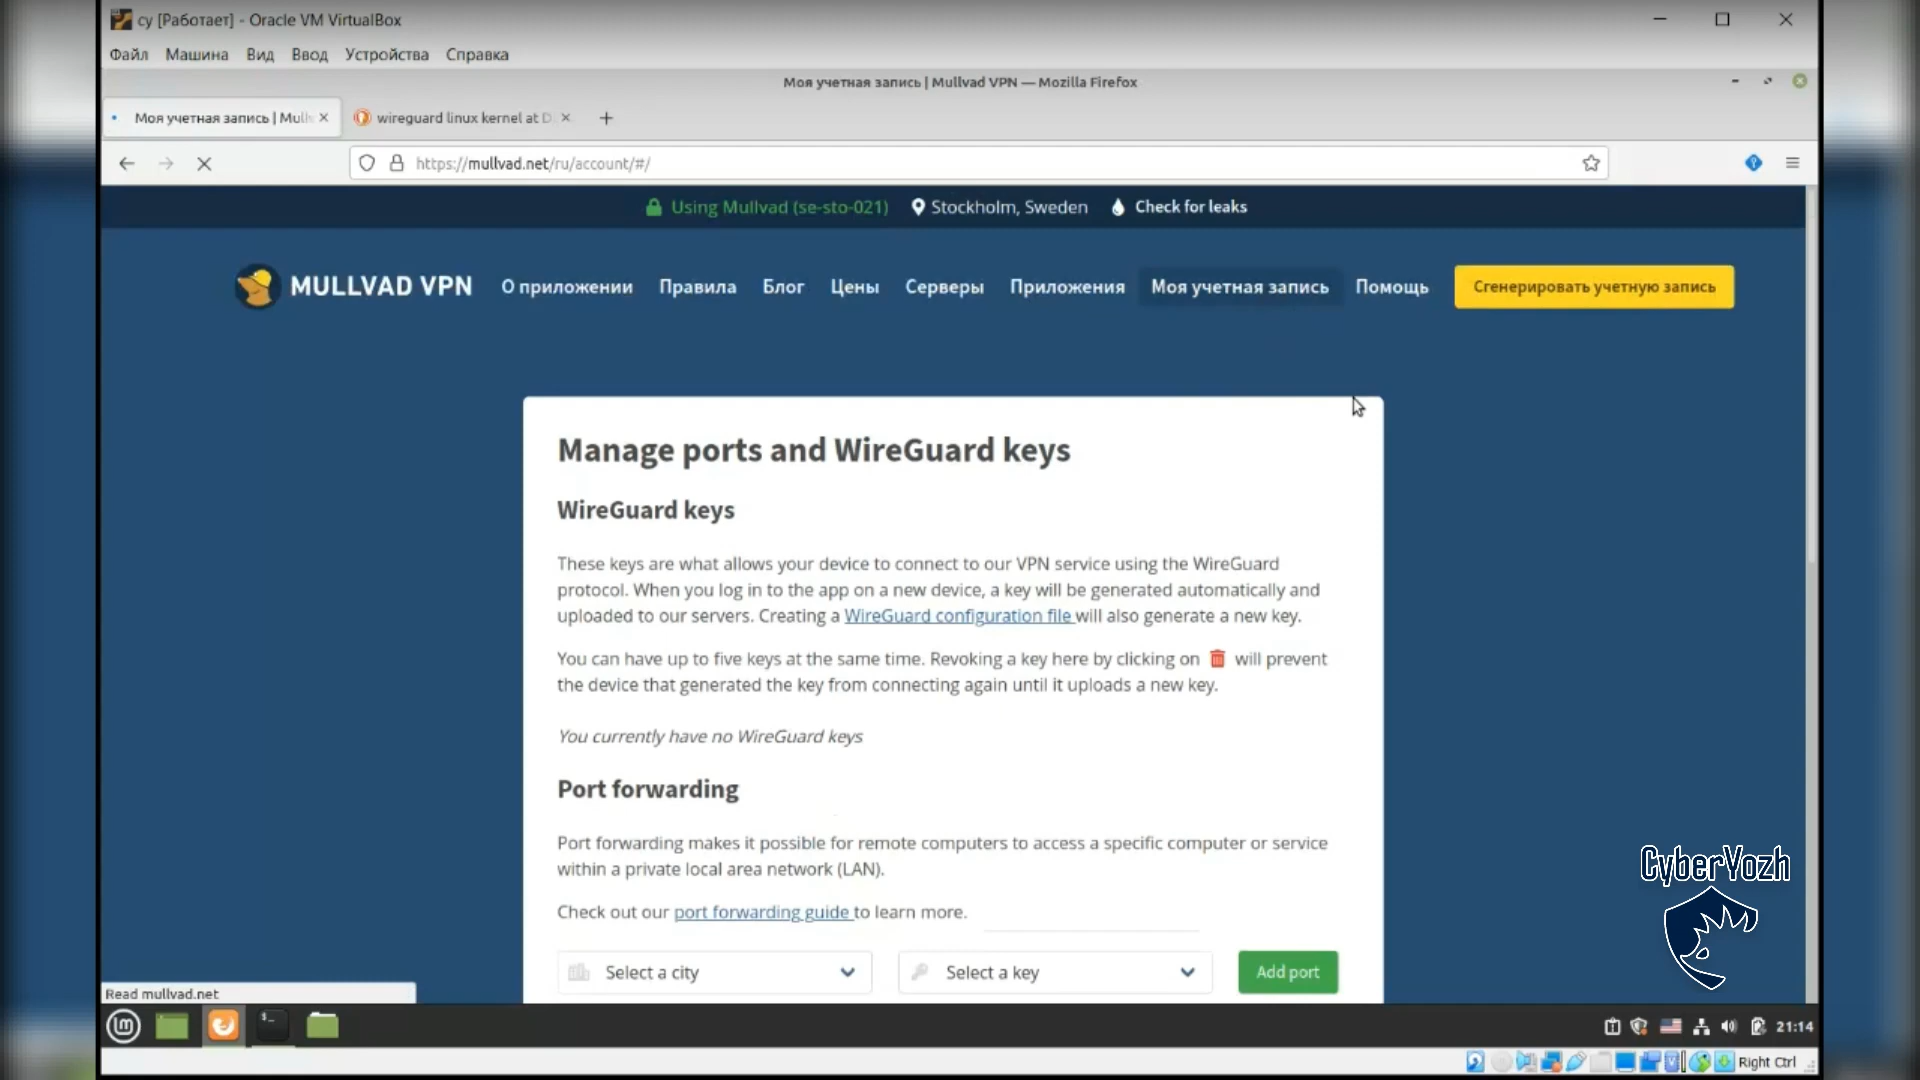 су [Работает] - Oracle VM VirtualBox
Файл Машина Вид Ввод Устройства Справка
Моя учетная запись | Mullvad VPN — Mozilla Firefox
Моя учетная запись | Mull
wireguard linux kernel at D
https://mullvad.net/ru/account/#/
Using Mullvad (se-sto-021) Stockholm, Sweden Check for leaks
MULLVAD VPN О приложении Правила Блог Цены Серверы Приложения Моя учетная запись Помощь Сгенерировать учетную запись
Manage ports and WireGuard keys
WireGuard keys
These keys are what allows your device to connect to our VPN service using the WireGuard
protocol. When you log in to the app on a new device, a key will be generated automatically and
uploaded to our servers. Creating a WireGuard configuration file will also generate a new key.
You can have up to five keys at the same time. Revoking a key here by clicking on will prevent
the device that generated the key from connecting again until it uploads a new key.
You currently have no WireGuard keys
Port forwarding
Port forwarding makes it possible for remote computers to access a specific computer or service
within a private local area network (LAN).
Check out our port forwarding guide to learn more.
Select a city Select a key Add port
CyberYozh
Read mullvad.net
21:14
Right Ctrl